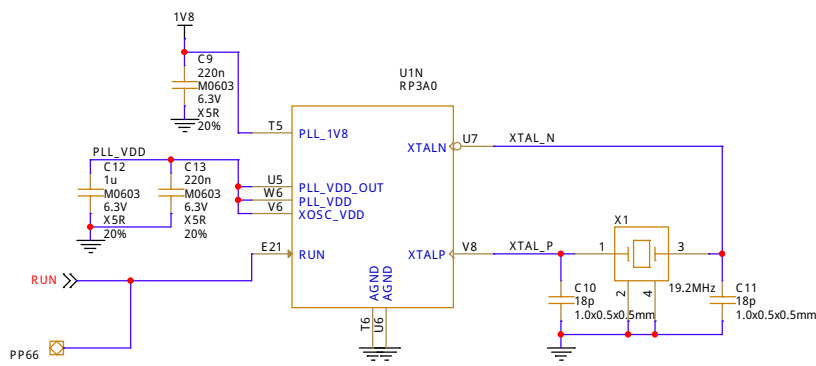 1V8
C9
220n
M0603
6.3V
X5R
20%
U1N
RP3A0
T5
PLL_1V8
U7
XTAL_N
XTALN
PLL_VDD
C12
1u
M0603
6.3V
X5R
20%
C13
220n
M0603
6.3V
X5R
20%
U5
PLL_VDD_OUT
W6
PLL_VDD
V6
XOSC_VDD
E21
RUN
XTALP
V8
XTAL_P
X1
1
3
2
4
19.2MHz
RUN
AGND
AGND
T6
U6
C10
18p
1.0x0.5x0.5mm
C11
18p
1.0x0.5x0.5mm
PP66